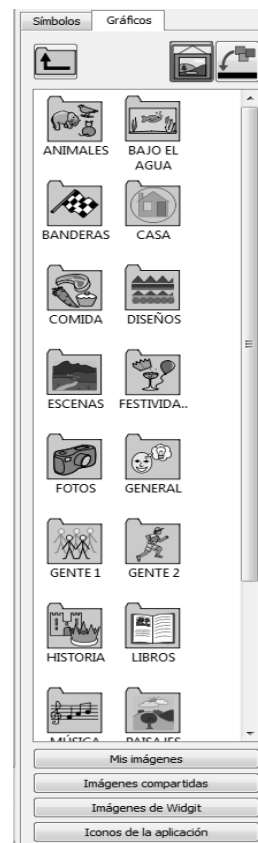 Símbolos Gráficos
ANIMALES BAJO EL
AGUA
BANDERAS CASA
COMIDA DISEÑOS
ESCENAS FESTIVIDA..
FOTOS GENERAL
GENTE 1 GENTE 2
HISTORIA LIBROS
MÚSICA PAISAJES
Mis imágenes
Imágenes compartidas
Imágenes de Widgit
Iconos de la aplicación